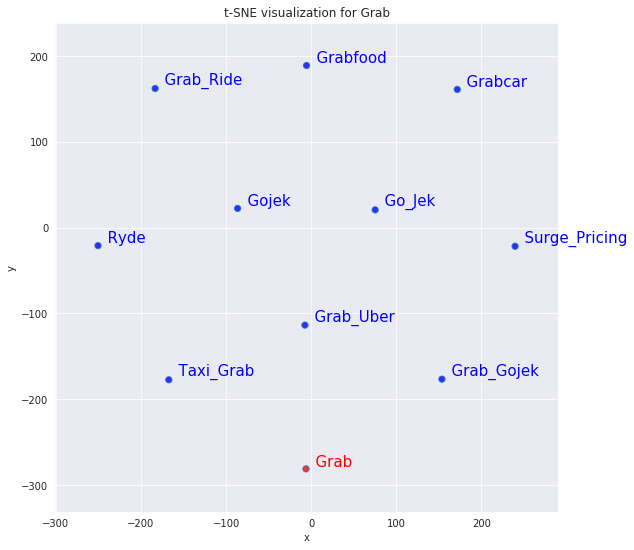 t-SNE visualization for Grab
200
100
0
−100
−200
−300
y
Grabfood
Grab_Ride
Grabcar
Gojek
Go_Jek
Ryde
Surge_Pricing
Grab_Uber
Taxi_Grab
Grab_Gojek
Grab
−300
−200
−100
0
100
200
x